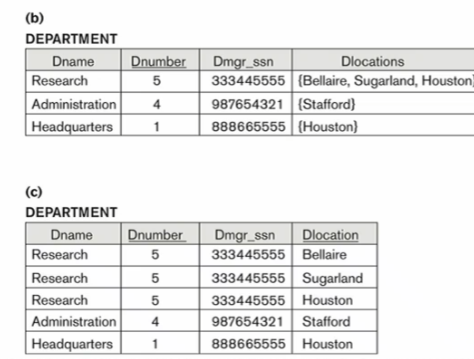 (b)
DEPARTMENT
Dname Dnumber Dmgr_ssn Dlocations
Research 5 333445555 {Bellaire, Sugarland, Houston}
Administration 4 987654321 {Stafford}
Headquarters 1 888665555 {Houston}
(c)
DEPARTMENT
Dname Dnumber Dmgr_ssn Dlocation
Research 5 333445555 Bellaire
Research 5 333445555 Sugarland
Research 5 333445555 Houston
Administration 4 987654321 Stafford
Headquarters 1 888665555 Houston